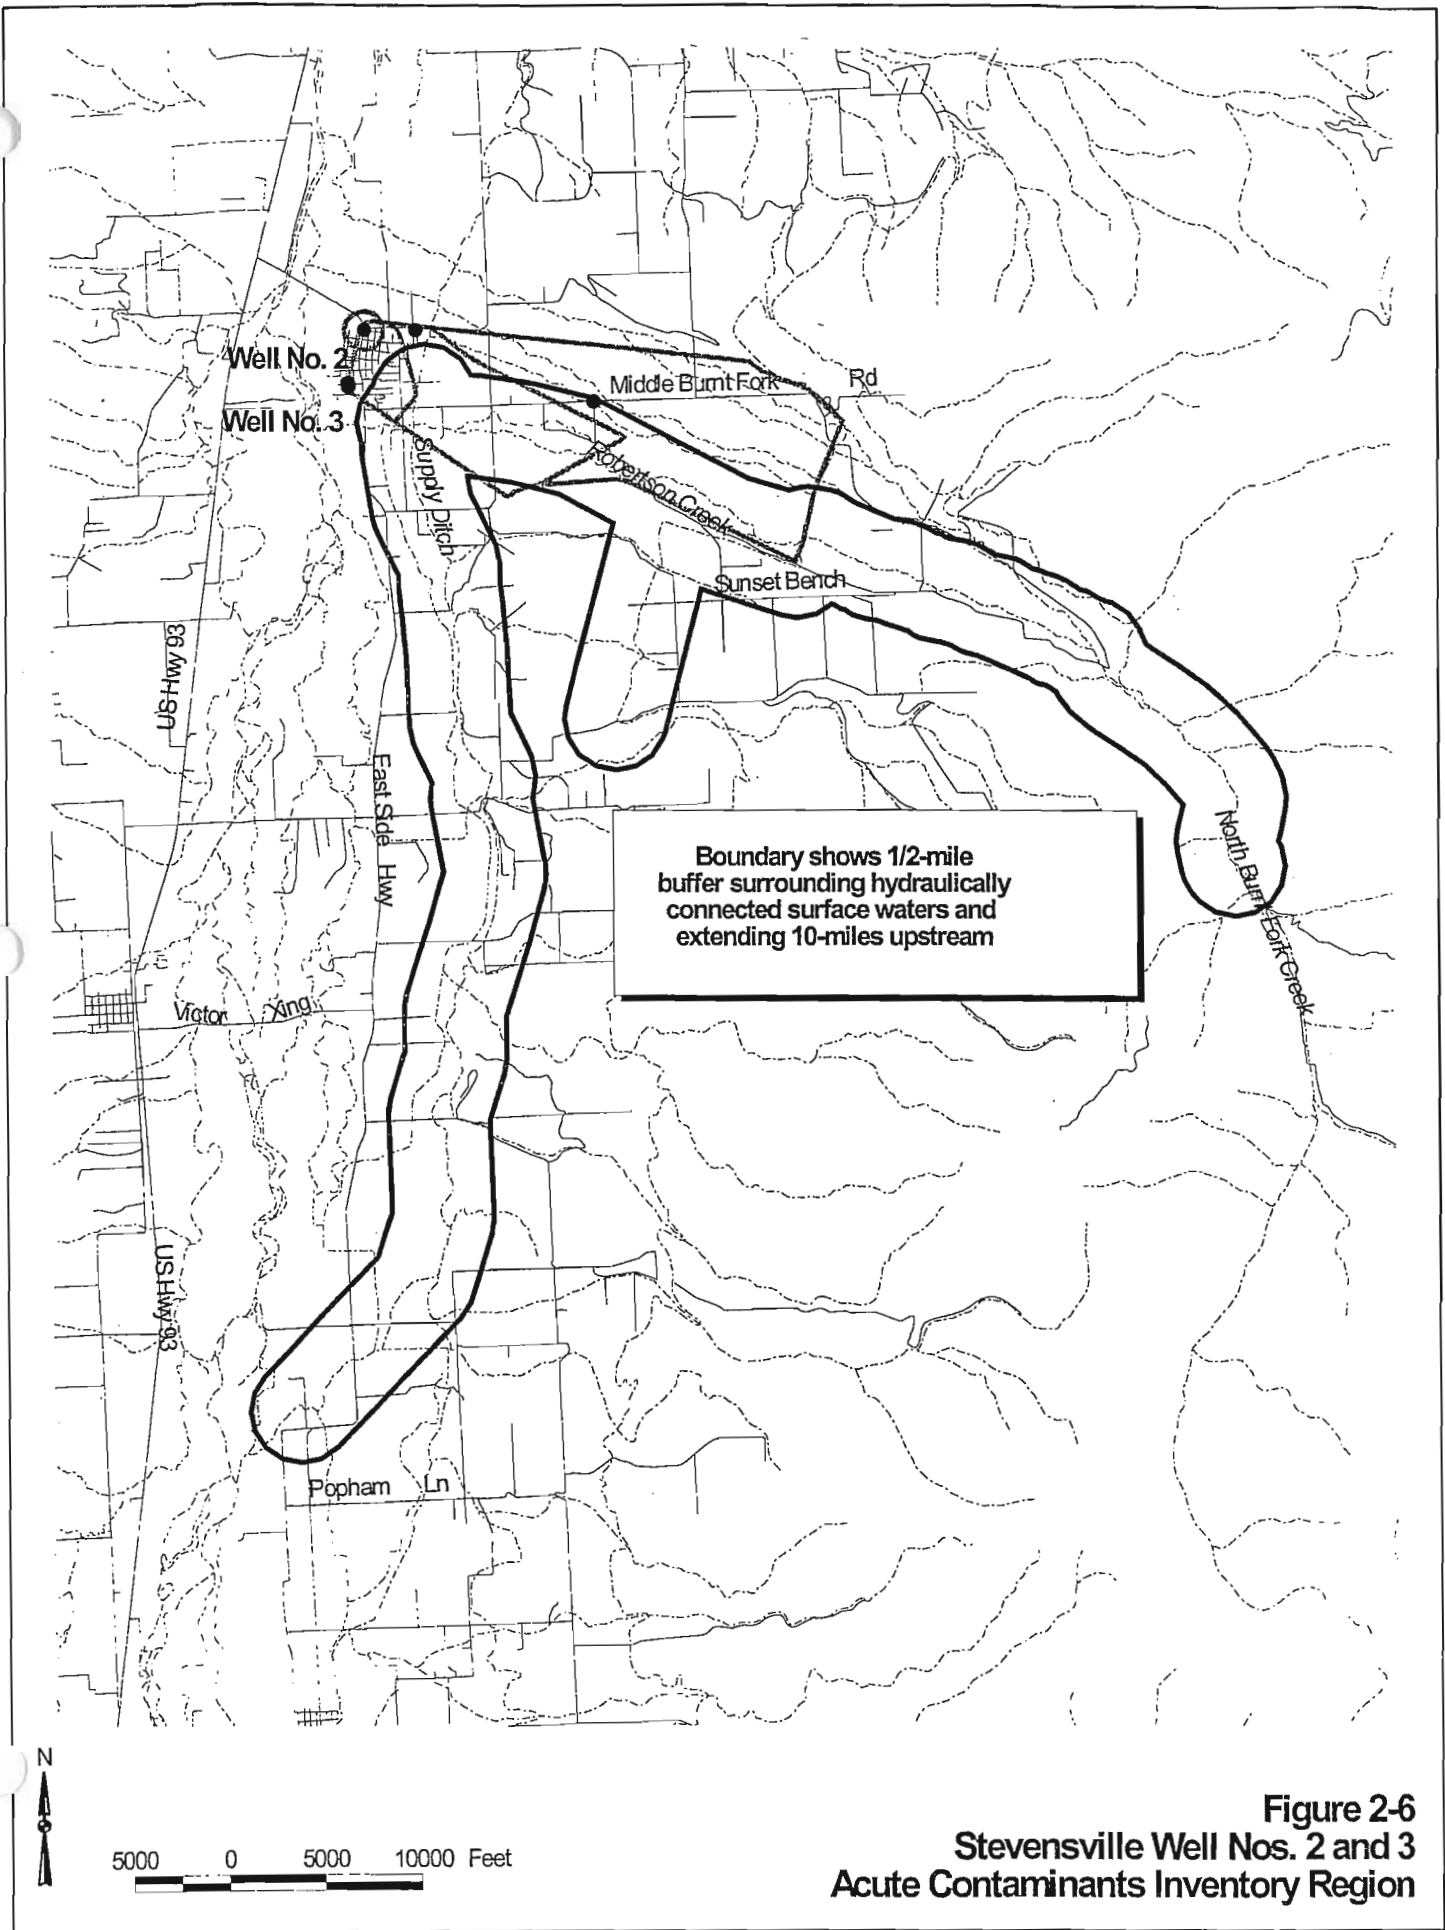 Well No. 2
Well No. 3
Middle Burnt Fork Rd
Supply Ditch
Robertson Creek
Sunset Bench
US Hwy 93
East Side Hwy
Boundary shows 1/2-mile
buffer surrounding hydraulically
connected surface waters and
extending 10-miles upstream
North Burnt Fork Creek
Victor Xing
US Hwy 93
Popham Ln
N
5000 0 5000 10000 Feet
Figure 2-6
Stevensville Well Nos. 2 and 3
Acute Contaminants Inventory Region